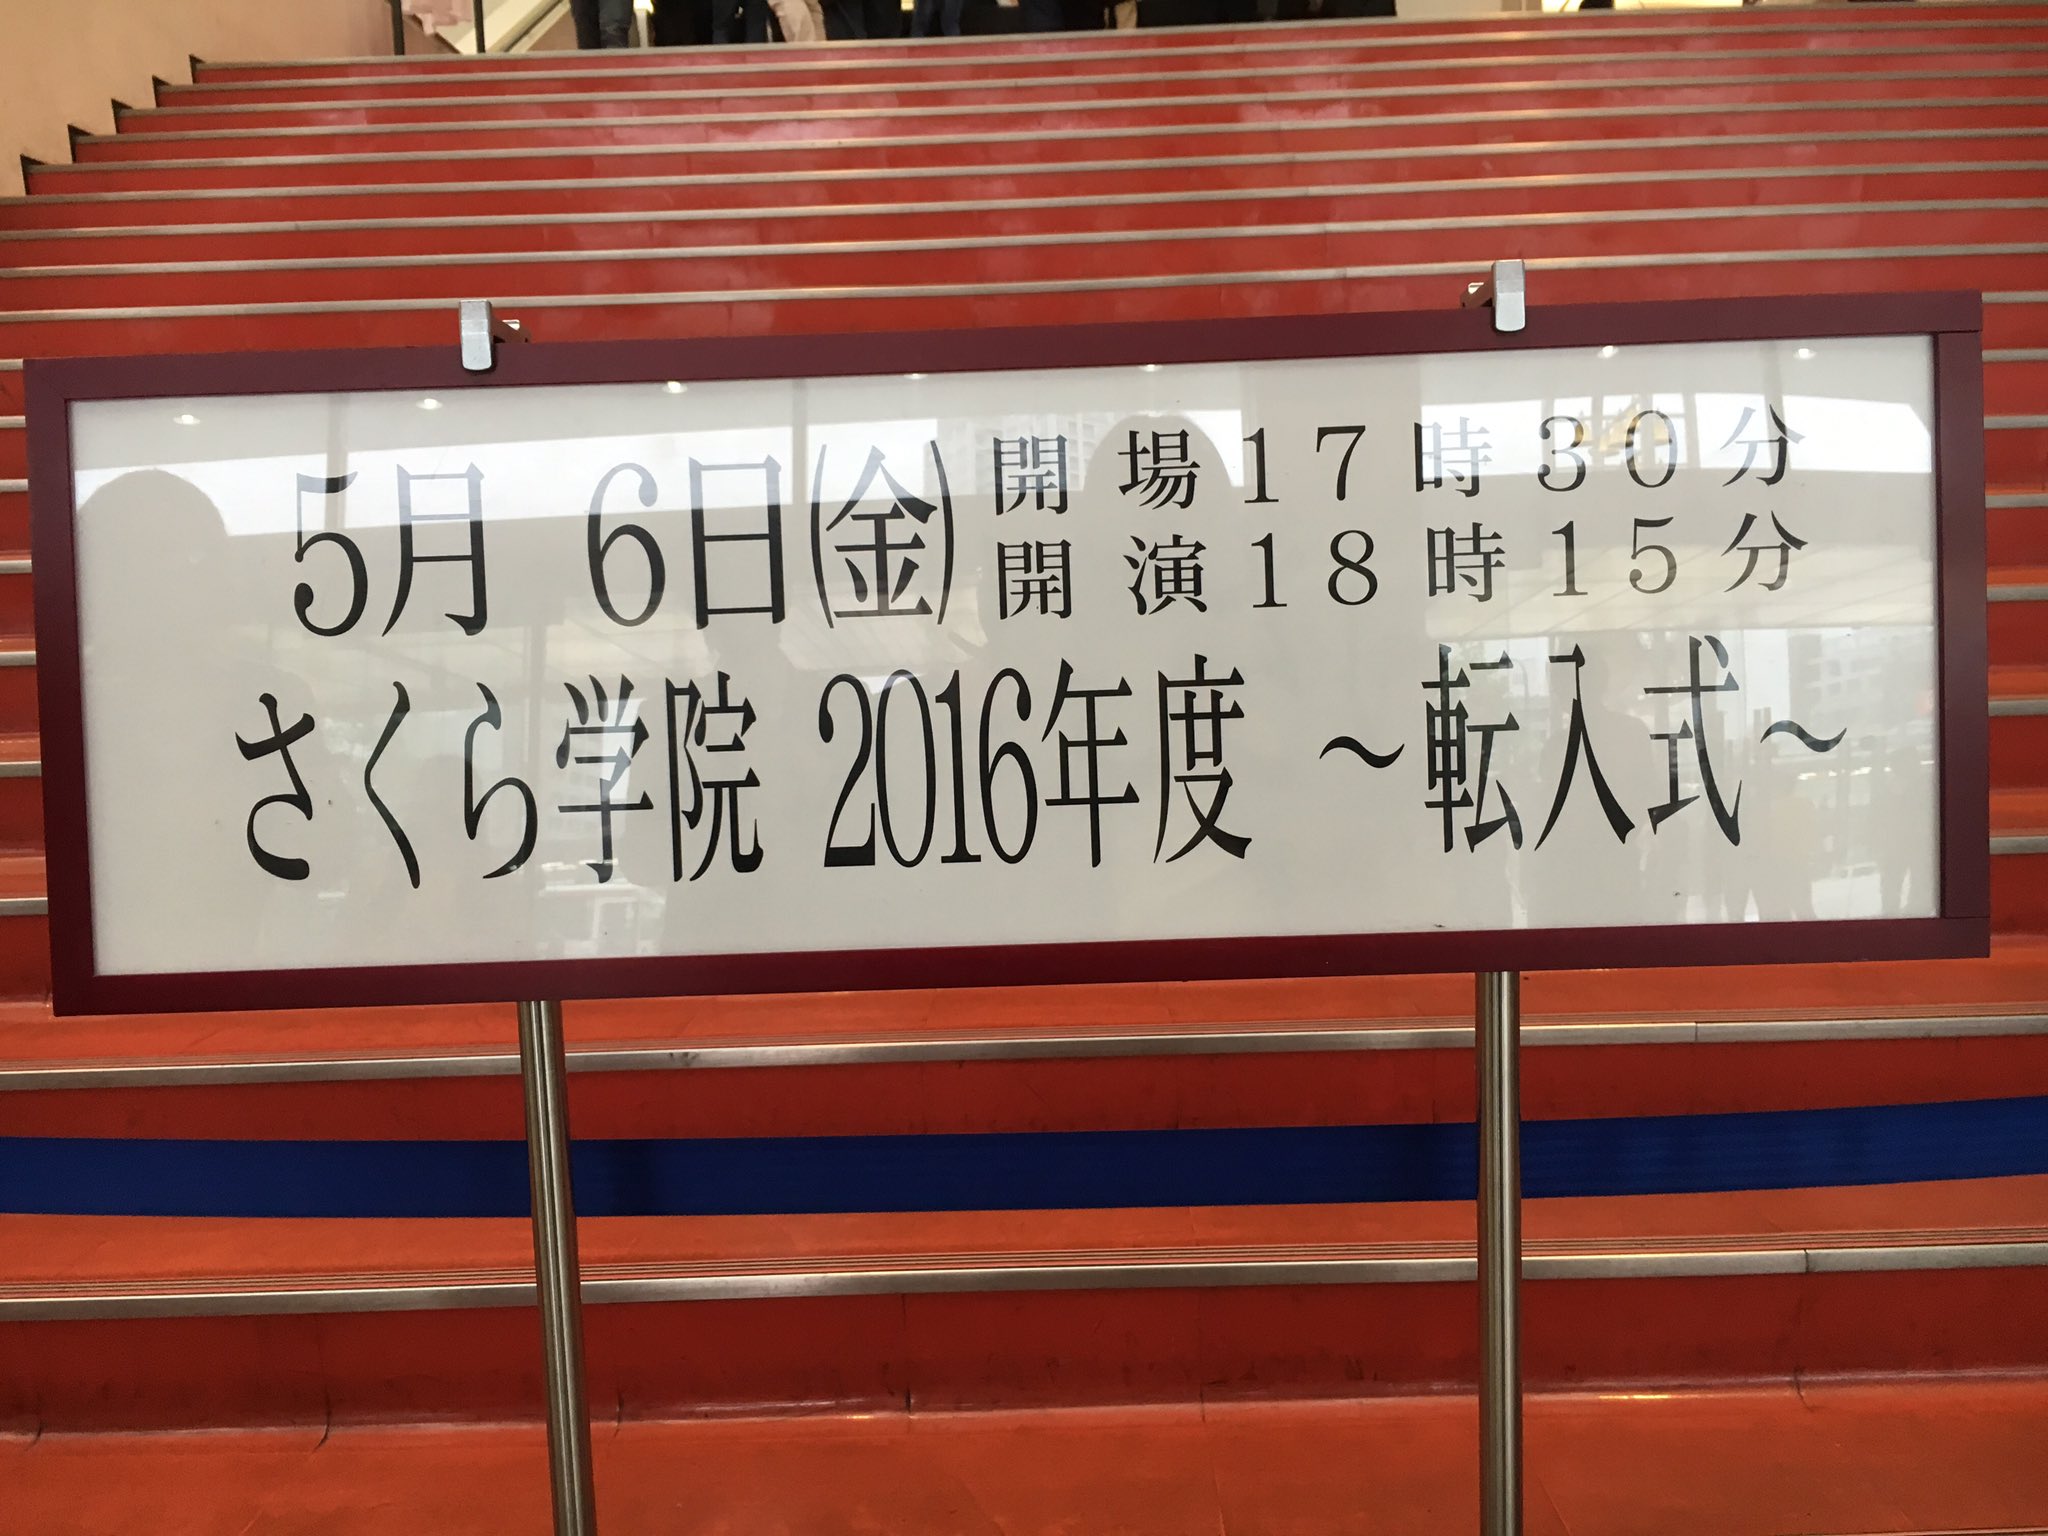 5月 6日(金)
開場17時30分
開演18時15分
さくら学院 2016年度 ～転入式～